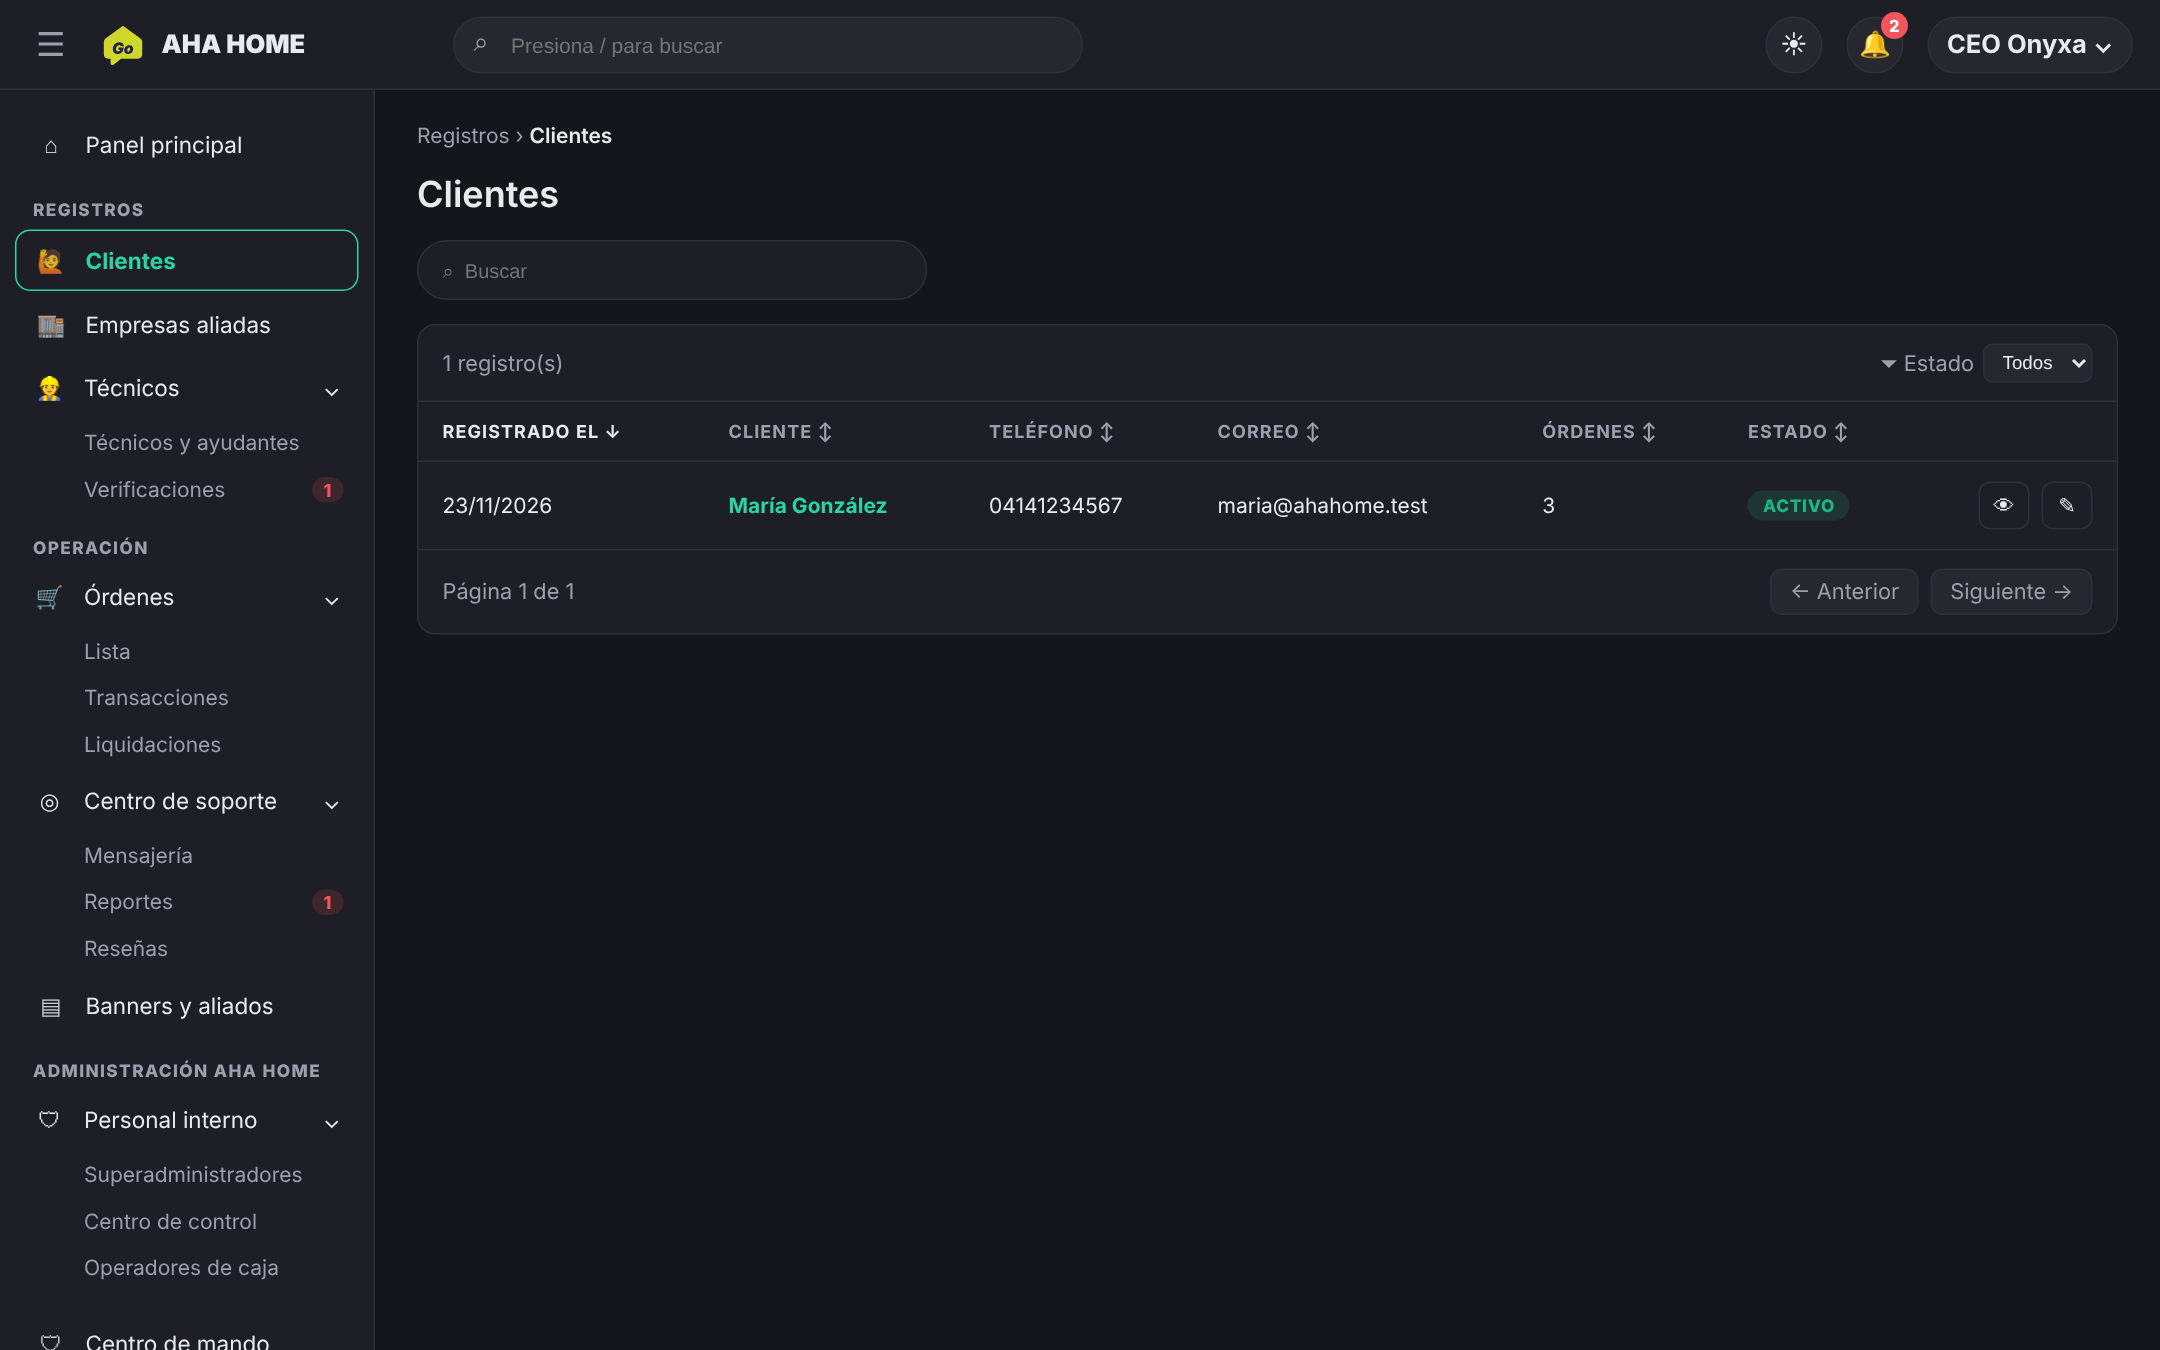 Go AHA HOME
Presiona / para buscar
2
CEO Onyxa
Panel principal
REGISTROS
Clientes
Empresas aliadas
Técnicos
Técnicos y ayudantes
Verificaciones 1
OPERACIÓN
Órdenes
Lista
Transacciones
Liquidaciones
Centro de soporte
Mensajería
Reportes 1
Reseñas
Banners y aliados
ADMINISTRACIÓN AHA HOME
Personal interno
Superadministradores
Centro de control
Operadores de caja
Centro de mando
Registros › Clientes
Clientes
Buscar
1 registro(s)
Estado Todos
REGISTRADO EL ↓ CLIENTE ↕ TELÉFONO ↕ CORREO ↕ ÓRDENES ↕ ESTADO ↕
23/11/2026 María González 04141234567 maria@ahahome.test 3 ACTIVO
Página 1 de 1
← Anterior Siguiente →